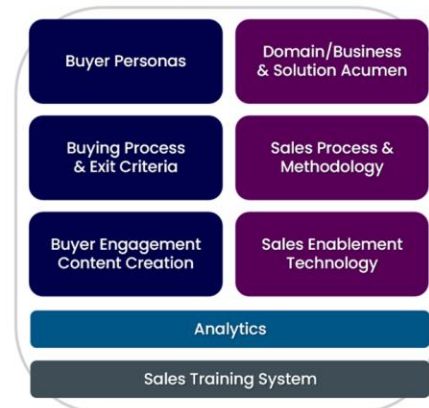 Buyer Personas
Domain/Business
& Solution Acumen
Buying Process
& Exit Criteria
Sales Process &
Methodology
Buyer Engagement
Content Creation
Sales Enablement
Technology
Analytics
Sales Training System